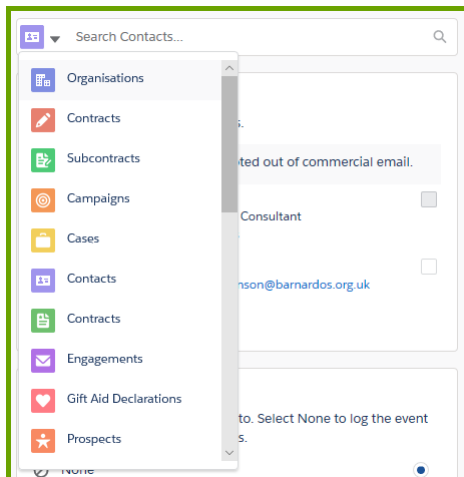 Search Contacts...
Organisations
Contracts
s.
Subcontracts
ted out of commercial email.
Campaigns
Consultant
Cases
Contacts
nson@barnardos.org.uk
Contracts
Engagements
Gift Aid Declarations
to. Select None to log the event
Prospects
s.
None